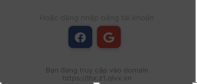 Hoặc đăng nhập bằng tài khoản
Bạn đang truy cập vào domain